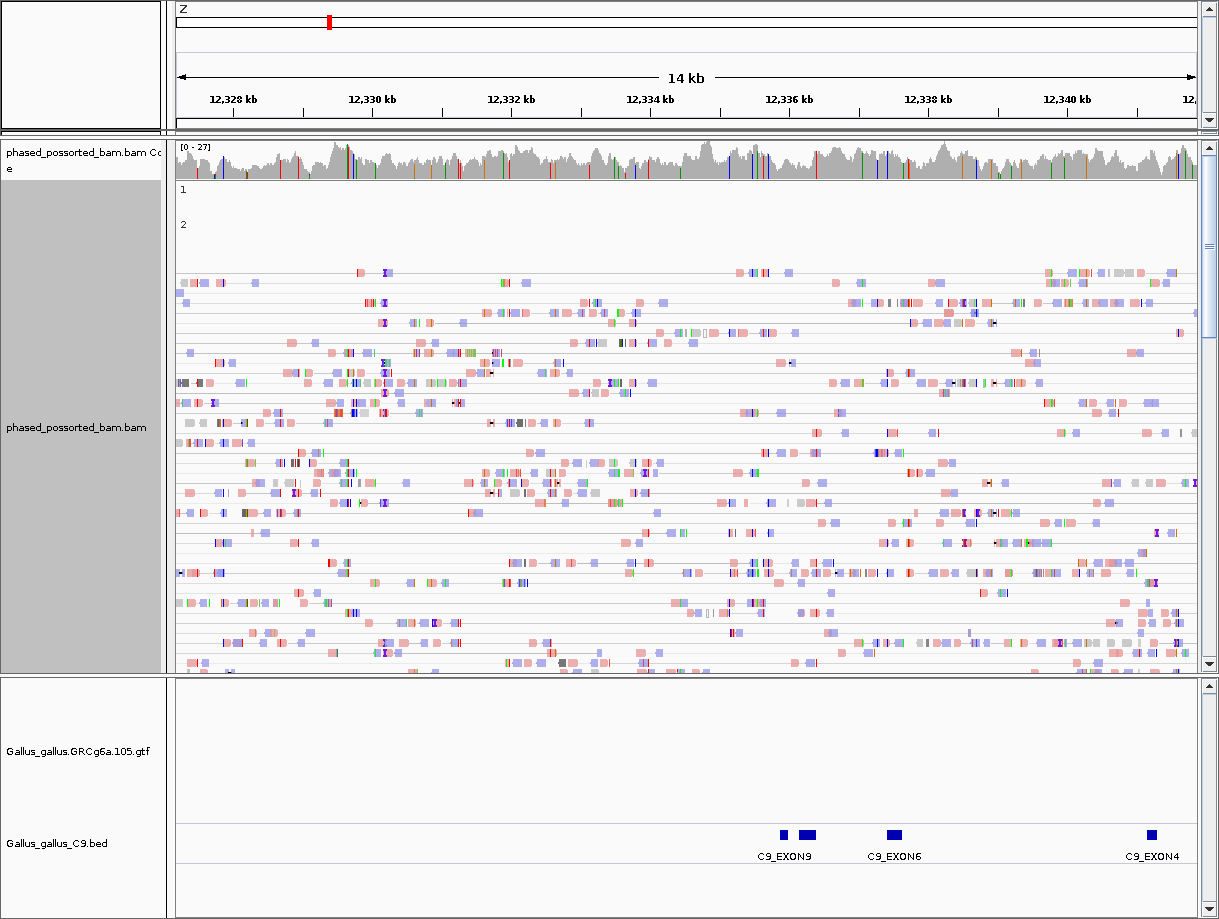 Z
14 kb
12,328 kb 12,330 kb 12,332 kb 12,334 kb 12,336 kb 12,338 kb 12,340 kb 12,
phased_possorted_bam.bam Co
e
[0 - 27]
1
2
phased_possorted_bam.bam
Gallus_gallus.GRCg6a.105.gtf
Gallus_gallus_C9.bed
C9_EXON9 C9_EXON6 C9_EXON4